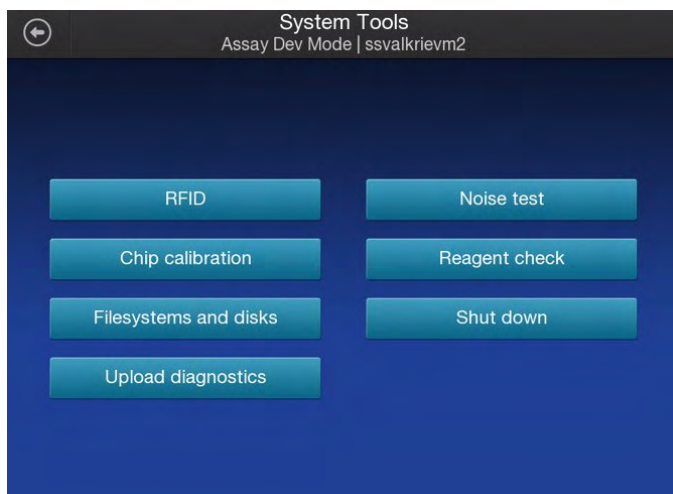 System Tools
Assay Dev Mode | ssvalkrievm2
RFID
Noise test
Chip calibration
Reagent check
Filesystems and disks
Shut down
Upload diagnostics